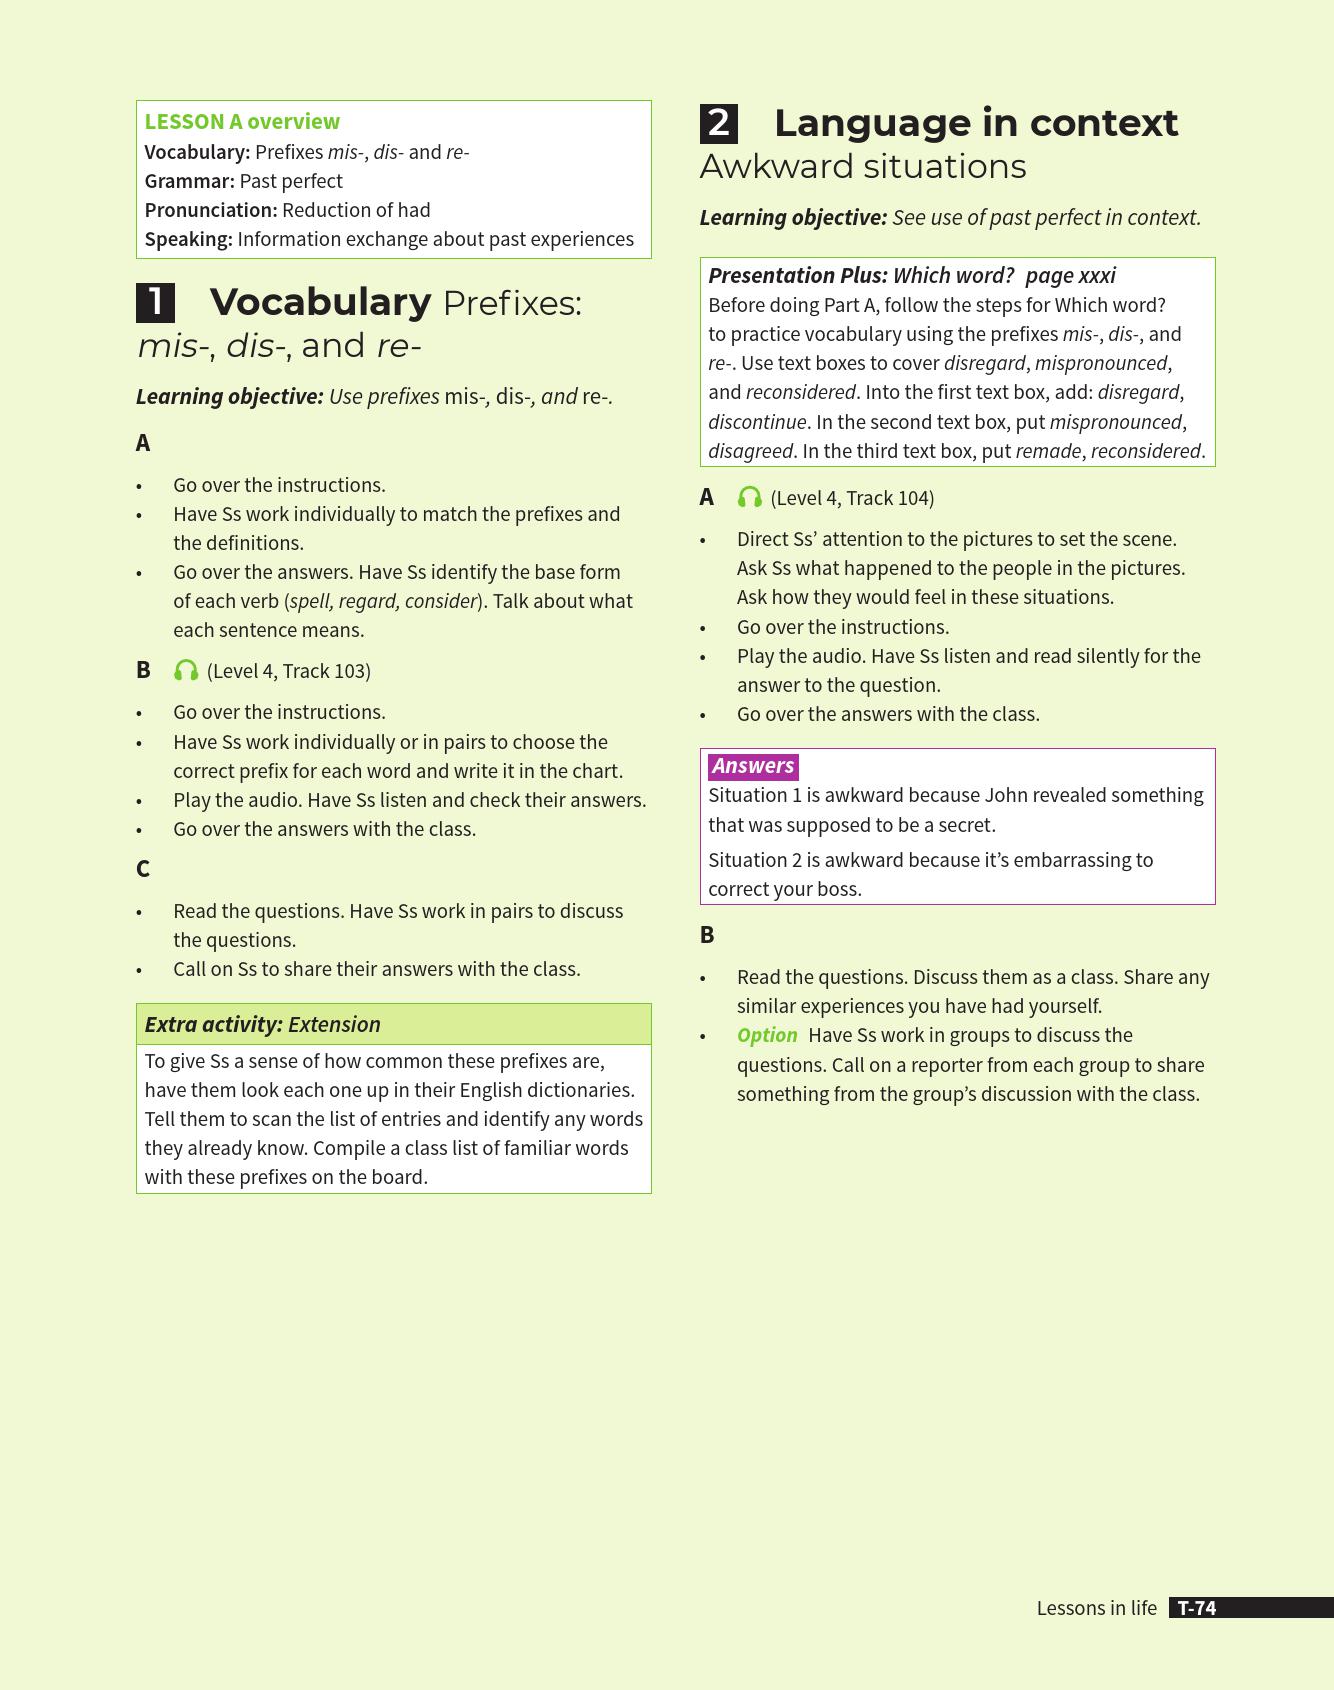 LESSON A overview
Vocabulary: Prefixes mis-, dis- and re-
Grammar: Past perfect
Pronunciation: Reduction of had
Speaking: Information exchange about past experiences
1 Vocabulary Prefixes:
mis-, dis-, and re-
Learning objective: Use prefixes mis-, dis-, and re-.
A
• Go over the instructions.
• Have Ss work individually to match the prefixes and
the definitions.
• Go over the answers. Have Ss identify the base form
of each verb (spell, regard, consider). Talk about what
each sentence means.
B (Level 4, Track 103)
• Go over the instructions.
• Have Ss work individually or in pairs to choose the
correct prefix for each word and write it in the chart.
• Play the audio. Have Ss listen and check their answers.
• Go over the answers with the class.
C
• Read the questions. Have Ss work in pairs to discuss
the questions.
• Call on Ss to share their answers with the class.
Extra activity: Extension
To give Ss a sense of how common these prefixes are,
have them look each one up in their English dictionaries.
Tell them to scan the list of entries and identify any words
they already know. Compile a class list of familiar words
with these prefixes on the board.
2 Language in context
Awkward situations
Learning objective: See use of past perfect in context.
Presentation Plus: Which word? page xxxi
Before doing Part A, follow the steps for Which word?
to practice vocabulary using the prefixes mis-, dis-, and
re-. Use text boxes to cover disregard, mispronounced,
and reconsidered. Into the first text box, add: disregard,
discontinue. In the second text box, put mispronounced,
disagreed. In the third text box, put remade, reconsidered.
A (Level 4, Track 104)
• Direct Ss’ attention to the pictures to set the scene.
Ask Ss what happened to the people in the pictures.
Ask how they would feel in these situations.
• Go over the instructions.
• Play the audio. Have Ss listen and read silently for the
answer to the question.
• Go over the answers with the class.
Answers
Situation 1 is awkward because John revealed something
that was supposed to be a secret.
Situation 2 is awkward because it’s embarrassing to
correct your boss.
B
• Read the questions. Discuss them as a class. Share any
similar experiences you have had yourself.
• Option Have Ss work in groups to discuss the
questions. Call on a reporter from each group to share
something from the group’s discussion with the class.
Lessons in life T-74